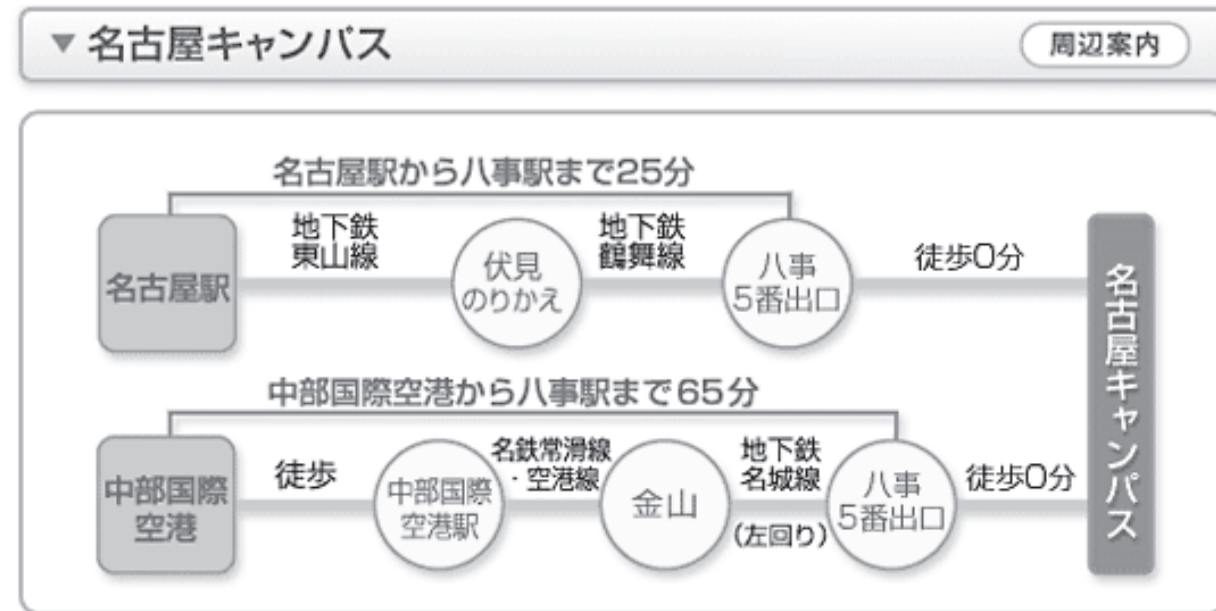 ▼ 名古屋キャンパス
周辺案内
名古屋駅から八事駅まで25分
名古屋駅
地下鉄
東山線
伏見
のりかえ
地下鉄
鶴舞線
八事
5番出口
徒歩0分
中部国際空港から八事駅まで65分
中部国際
空港
徒歩
中部国際
空港駅
名鉄常滑線
・空港線
金山
地下鉄
名城線
(左回り)
八事
5番出口
徒歩0分
名古屋キャンパス